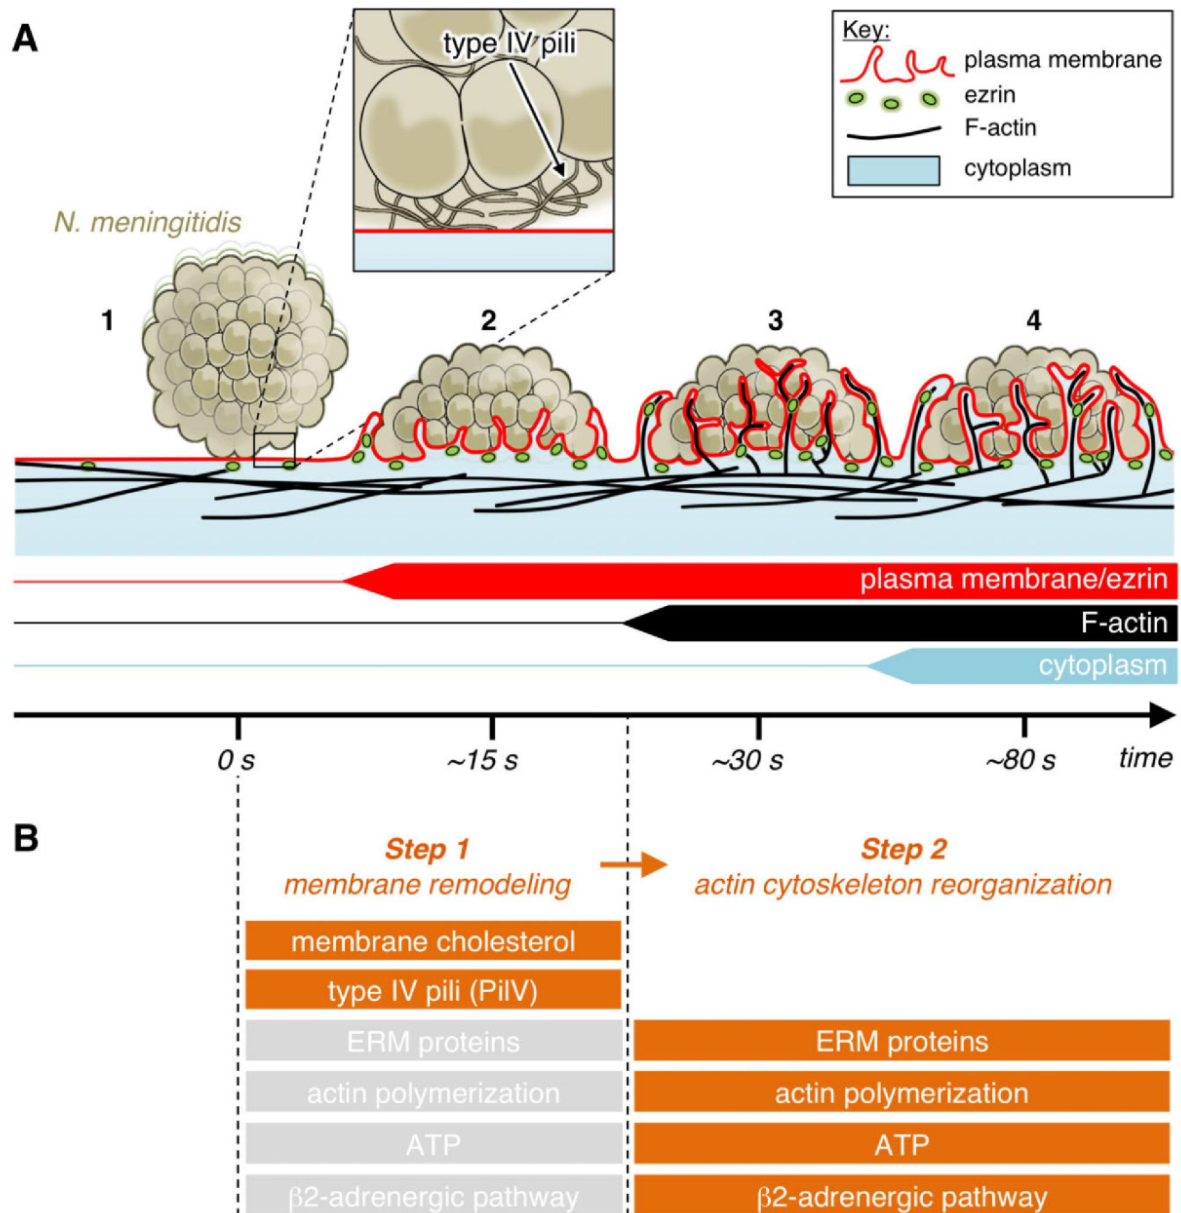 A
type IV pili
Key:
plasma membrane
ezrin
F-actin
cytoplasm
N. meningitidis
1
2
3
4
plasma membrane/ezrin
F-actin
cytoplasm
0 s
~15 s
~30 s
~80 s
time
B
Step 1
membrane remodeling
Step 2
actin cytoskeleton reorganization
membrane cholesterol
type IV pili (PilV)
ERM proteins
ERM proteins
actin polymerization
actin polymerization
ATP
ATP
β2-adrenergic pathway
β2-adrenergic pathway